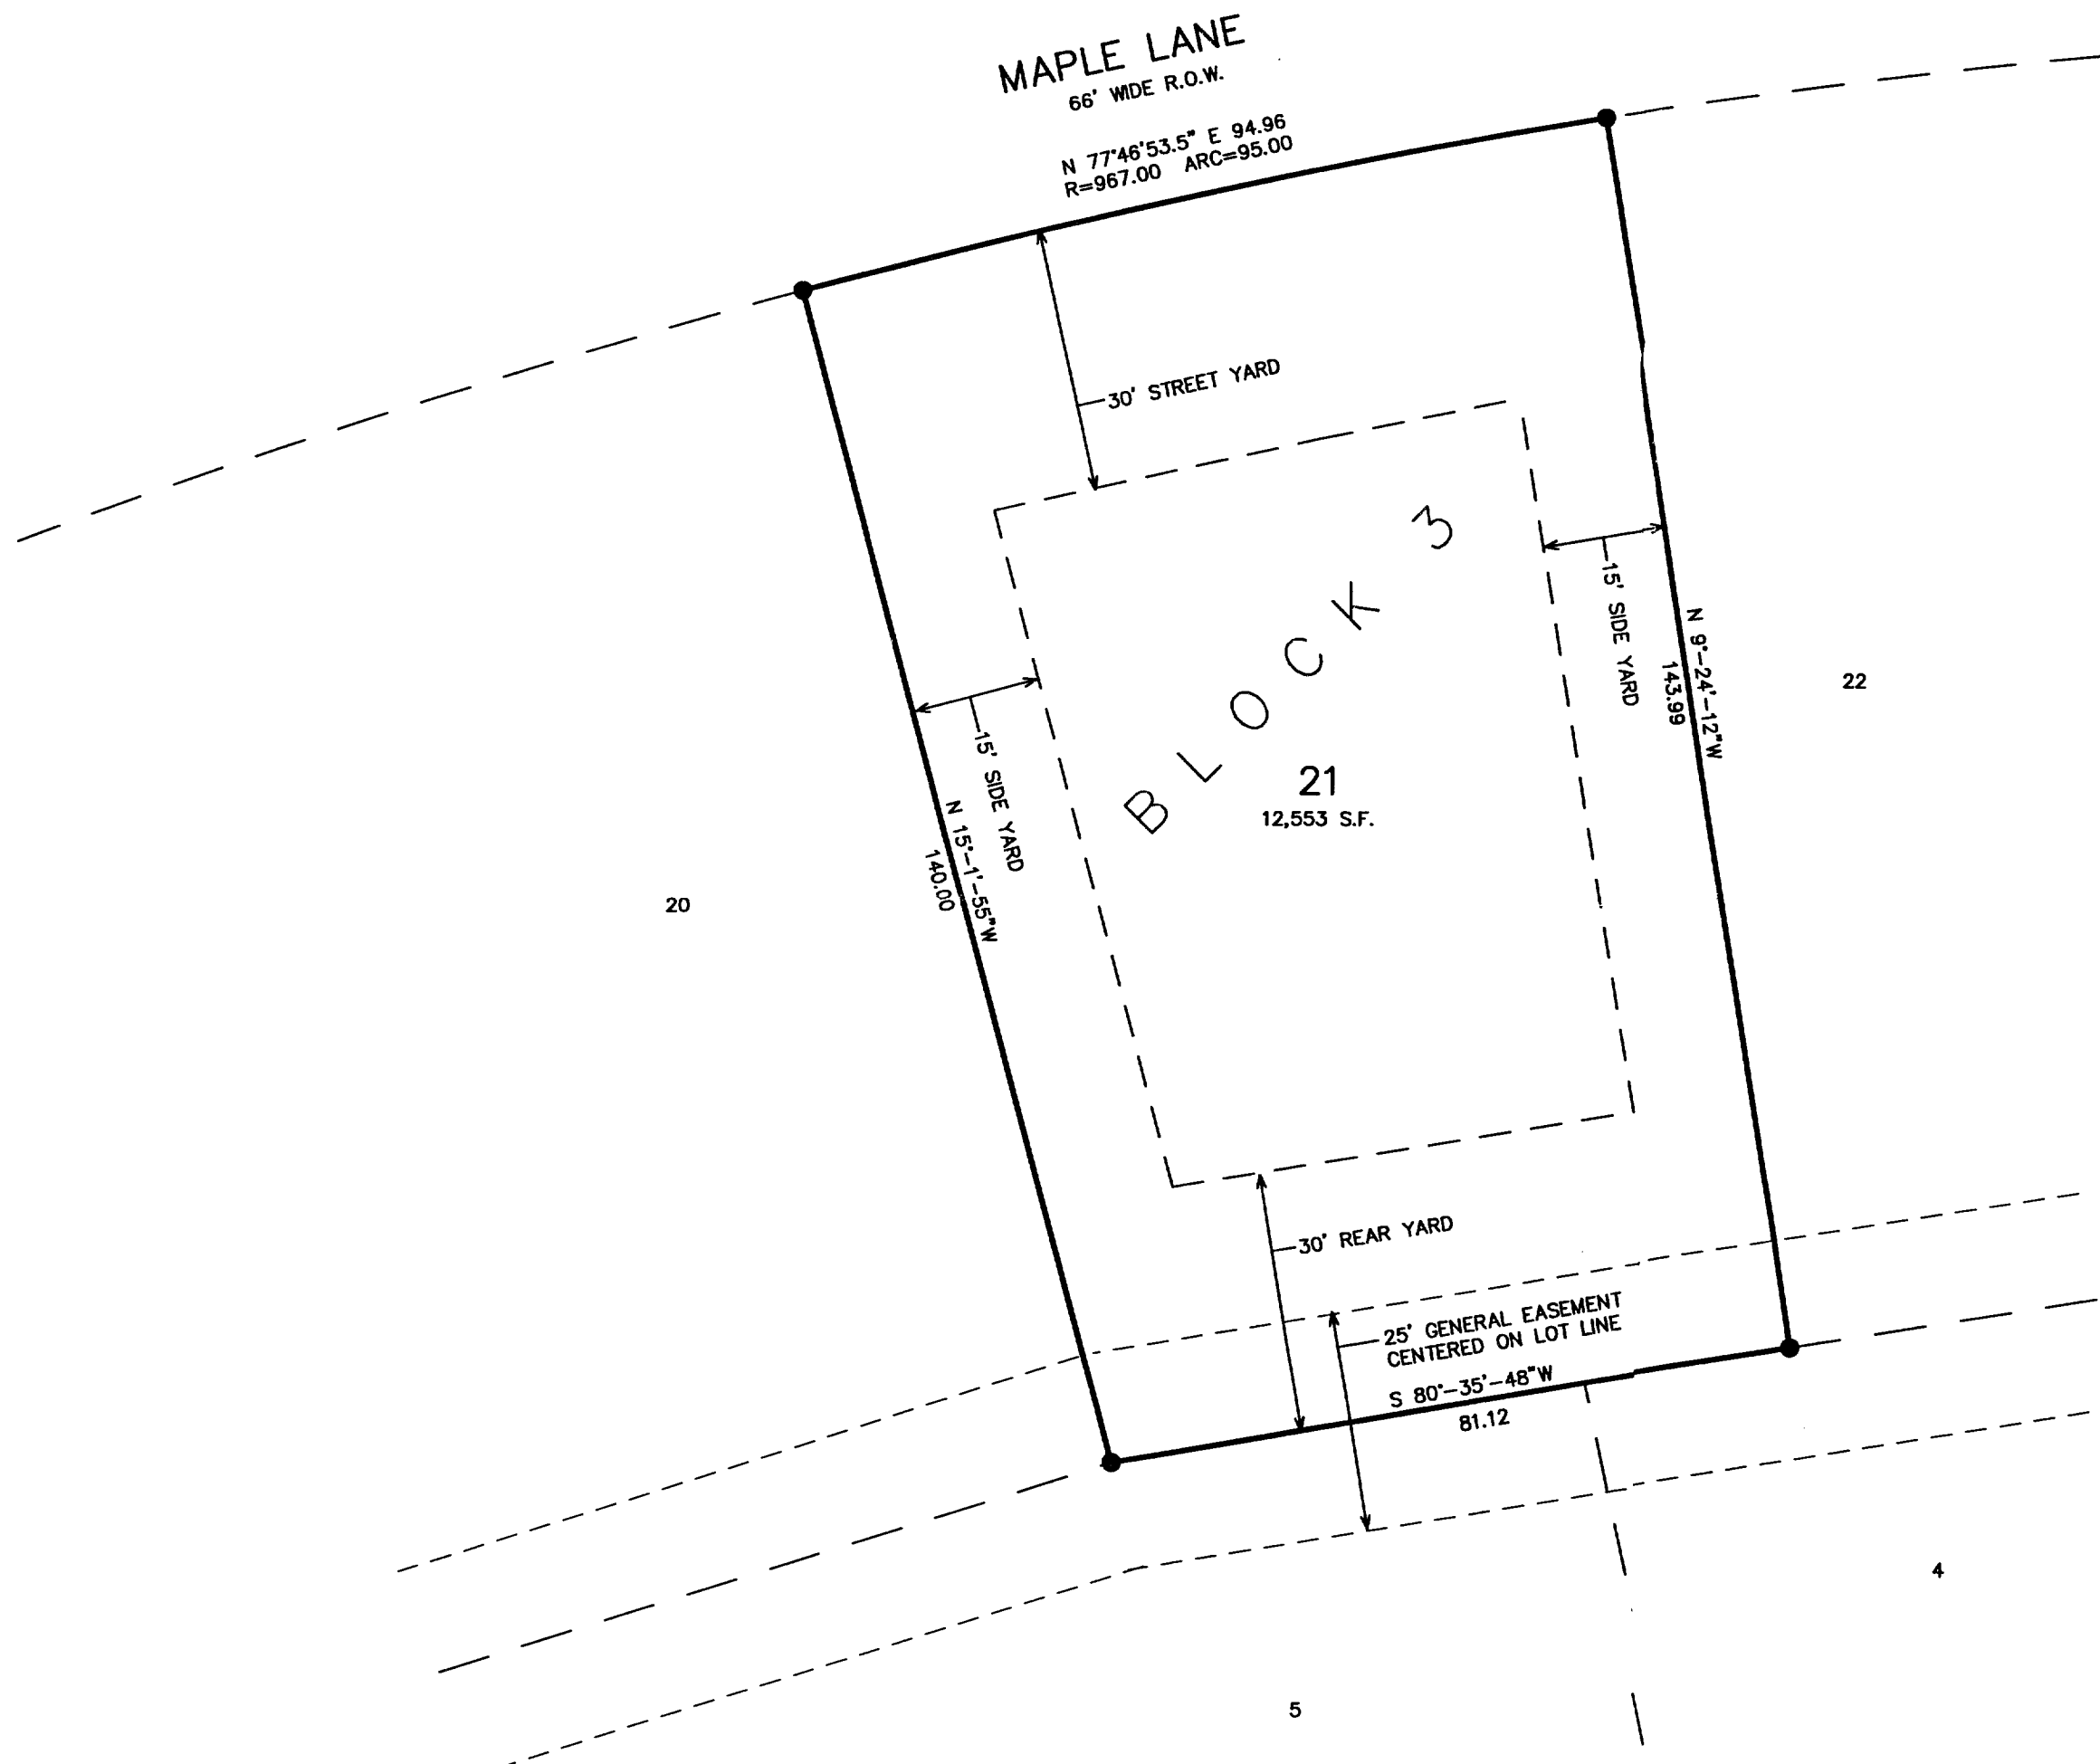 MAPLE LANE
66' WIDE R.O.W.
N 77°46'53.5" E 94.96
R=967.00 ARC=95.00
30' STREET YARD
BLOCK 3
15' SIDE YARD
N 9°-24'-12"W
143.99
22
15' SIDE YARD
21
12,553 S.F.
N 15°-1'-55"W
140.00
20
30' REAR YARD
25' GENERAL EASEMENT
CENTERED ON LOT LINE
S 80°-35'-48"W
81.12
4
5